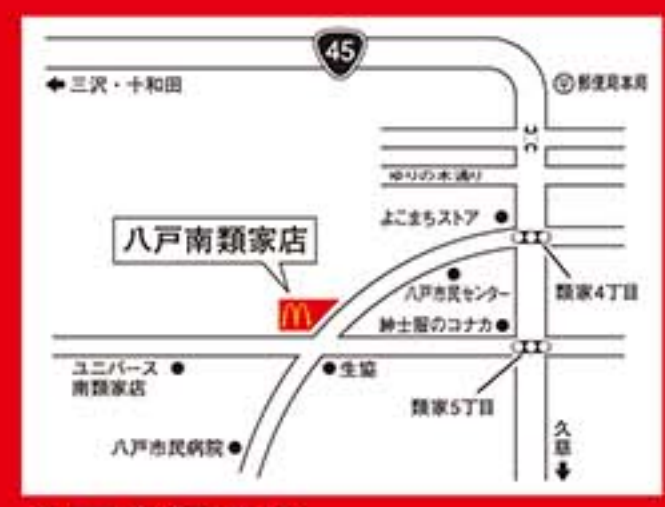 45
← 三沢・十和田
〒郵便局本局
ゆりの木通り
よこまちストア
八戸南類家店
八戸市民センター
類家4丁目
紳士服のコナカ
ユニバース
南類家店
生協
類家5丁目
八戸市民病院
久慈